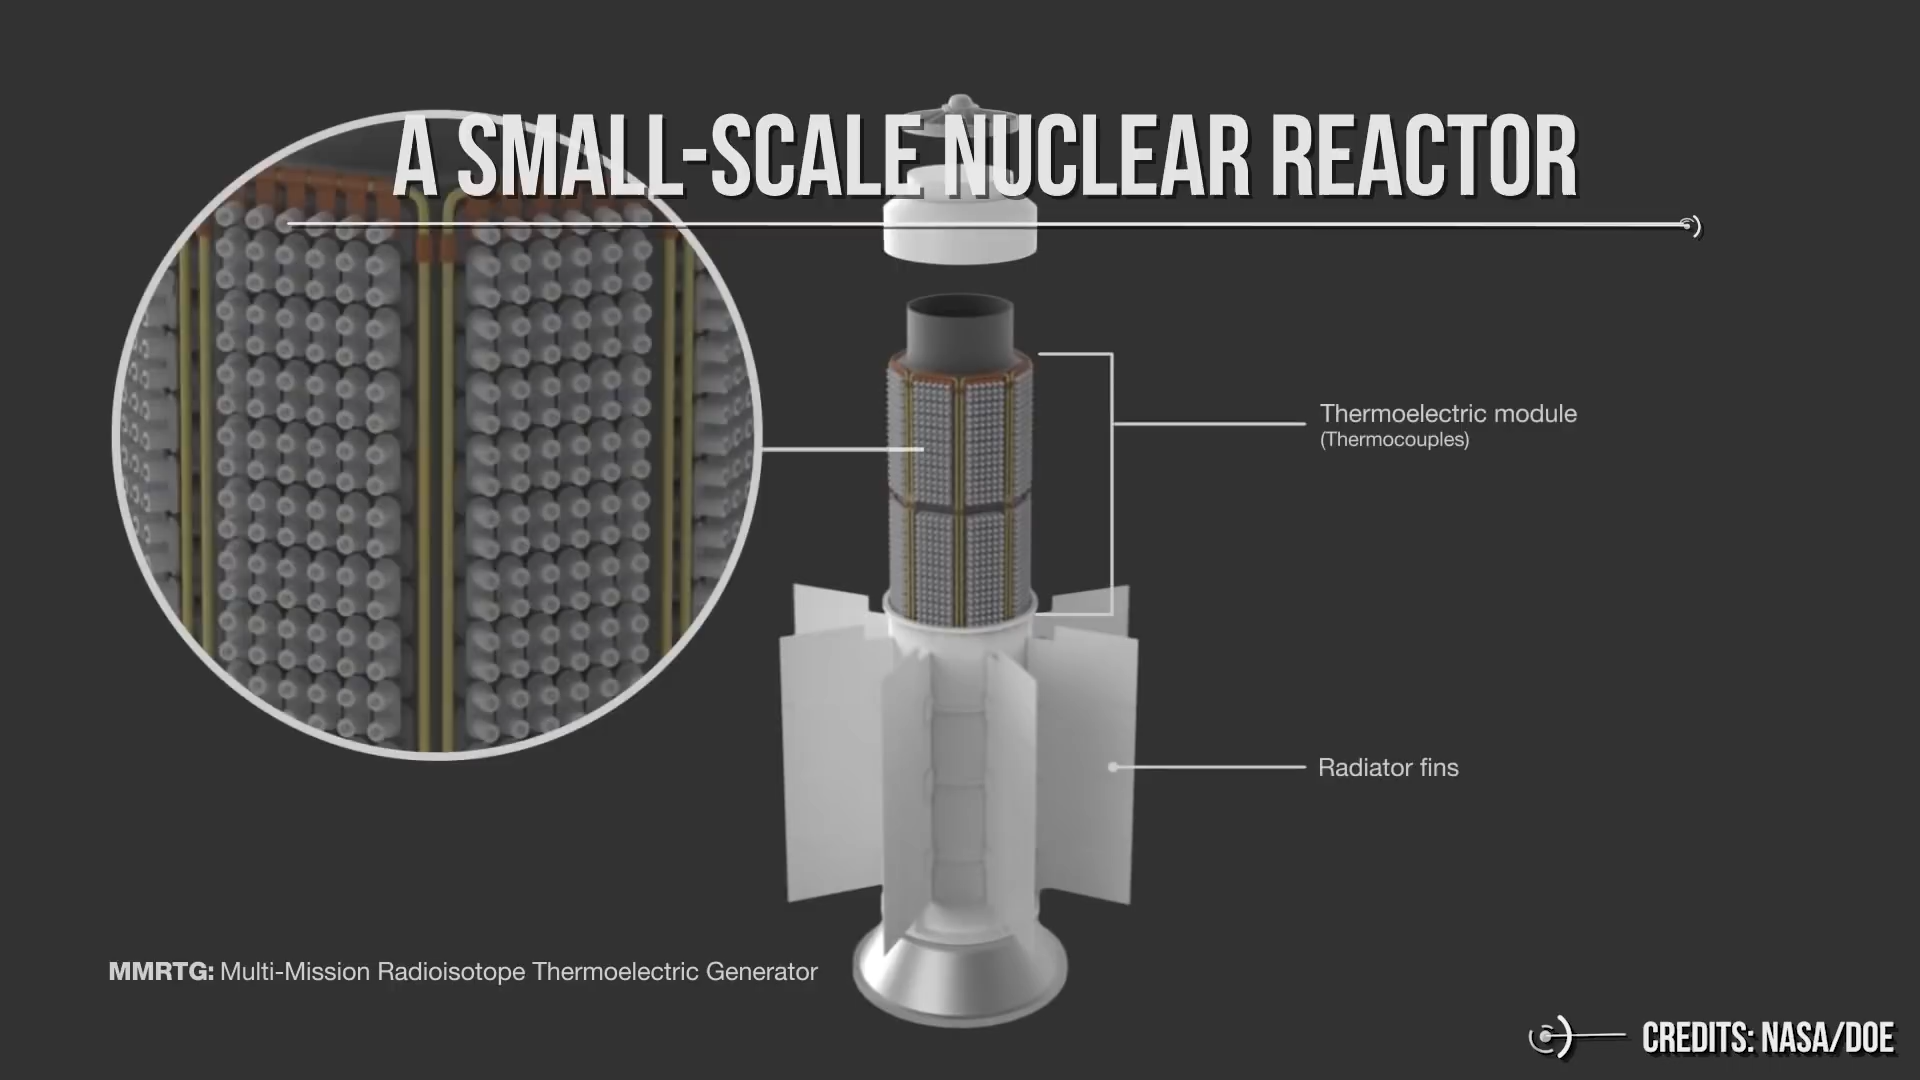 A SMALL-SCALE NUCLEAR REACTOR
Thermoelectric module
(Thermocouples)
Radiator fins
MMRTG: Multi-Mission Radioisotope Thermoelectric Generator
CREDITS: NASA/DOE